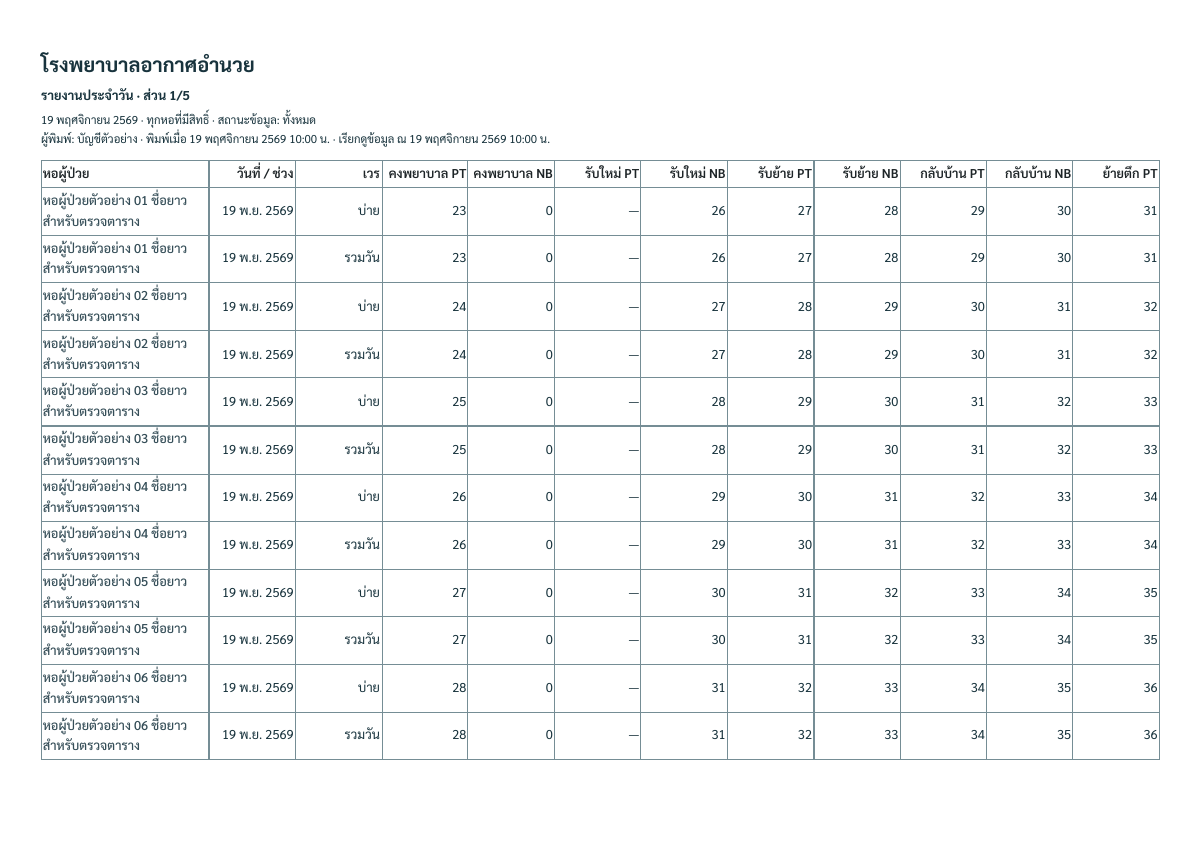 โรงพยาบาลอากาศอำนวย
รายงานประจำวัน · ส่วน 1/5
19 พฤศจิกายน 2569 · ทุกหอที่มีสิทธิ์ · สถานะข้อมูล: ทั้งหมด
ผู้พิมพ์: บัญชีตัวอย่าง · พิมพ์เมื่อ 19 พฤศจิกายน 2569 10:00 น. · เรียกดูข้อมูล ณ 19 พฤศจิกายน 2569 10:00 น.
หอผู้ป่วย วันที่ / ช่วง เวร คงพยาบาล PT คงพยาบาล NB รับใหม่ PT รับใหม่ NB รับย้าย PT รับย้าย NB กลับบ้าน PT กลับบ้าน NB ย้ายตึก PT
หอผู้ป่วยตัวอย่าง 01 ชื่อยาว
สำหรับตรวจตาราง 19 พ.ย. 2569 บ่าย 23 0 — 26 27 28 29 30 31
หอผู้ป่วยตัวอย่าง 01 ชื่อยาว
สำหรับตรวจตาราง 19 พ.ย. 2569 รวมวัน 23 0 — 26 27 28 29 30 31
หอผู้ป่วยตัวอย่าง 02 ชื่อยาว
สำหรับตรวจตาราง 19 พ.ย. 2569 บ่าย 24 0 — 27 28 29 30 31 32
หอผู้ป่วยตัวอย่าง 02 ชื่อยาว
สำหรับตรวจตาราง 19 พ.ย. 2569 รวมวัน 24 0 — 27 28 29 30 31 32
หอผู้ป่วยตัวอย่าง 03 ชื่อยาว
สำหรับตรวจตาราง 19 พ.ย. 2569 บ่าย 25 0 — 28 29 30 31 32 33
หอผู้ป่วยตัวอย่าง 03 ชื่อยาว
สำหรับตรวจตาราง 19 พ.ย. 2569 รวมวัน 25 0 — 28 29 30 31 32 33
หอผู้ป่วยตัวอย่าง 04 ชื่อยาว
สำหรับตรวจตาราง 19 พ.ย. 2569 บ่าย 26 0 — 29 30 31 32 33 34
หอผู้ป่วยตัวอย่าง 04 ชื่อยาว
สำหรับตรวจตาราง 19 พ.ย. 2569 รวมวัน 26 0 — 29 30 31 32 33 34
หอผู้ป่วยตัวอย่าง 05 ชื่อยาว
สำหรับตรวจตาราง 19 พ.ย. 2569 บ่าย 27 0 — 30 31 32 33 34 35
หอผู้ป่วยตัวอย่าง 05 ชื่อยาว
สำหรับตรวจตาราง 19 พ.ย. 2569 รวมวัน 27 0 — 30 31 32 33 34 35
หอผู้ป่วยตัวอย่าง 06 ชื่อยาว
สำหรับตรวจตาราง 19 พ.ย. 2569 บ่าย 28 0 — 31 32 33 34 35 36
หอผู้ป่วยตัวอย่าง 06 ชื่อยาว
สำหรับตรวจตาราง 19 พ.ย. 2569 รวมวัน 28 0 — 31 32 33 34 35 36